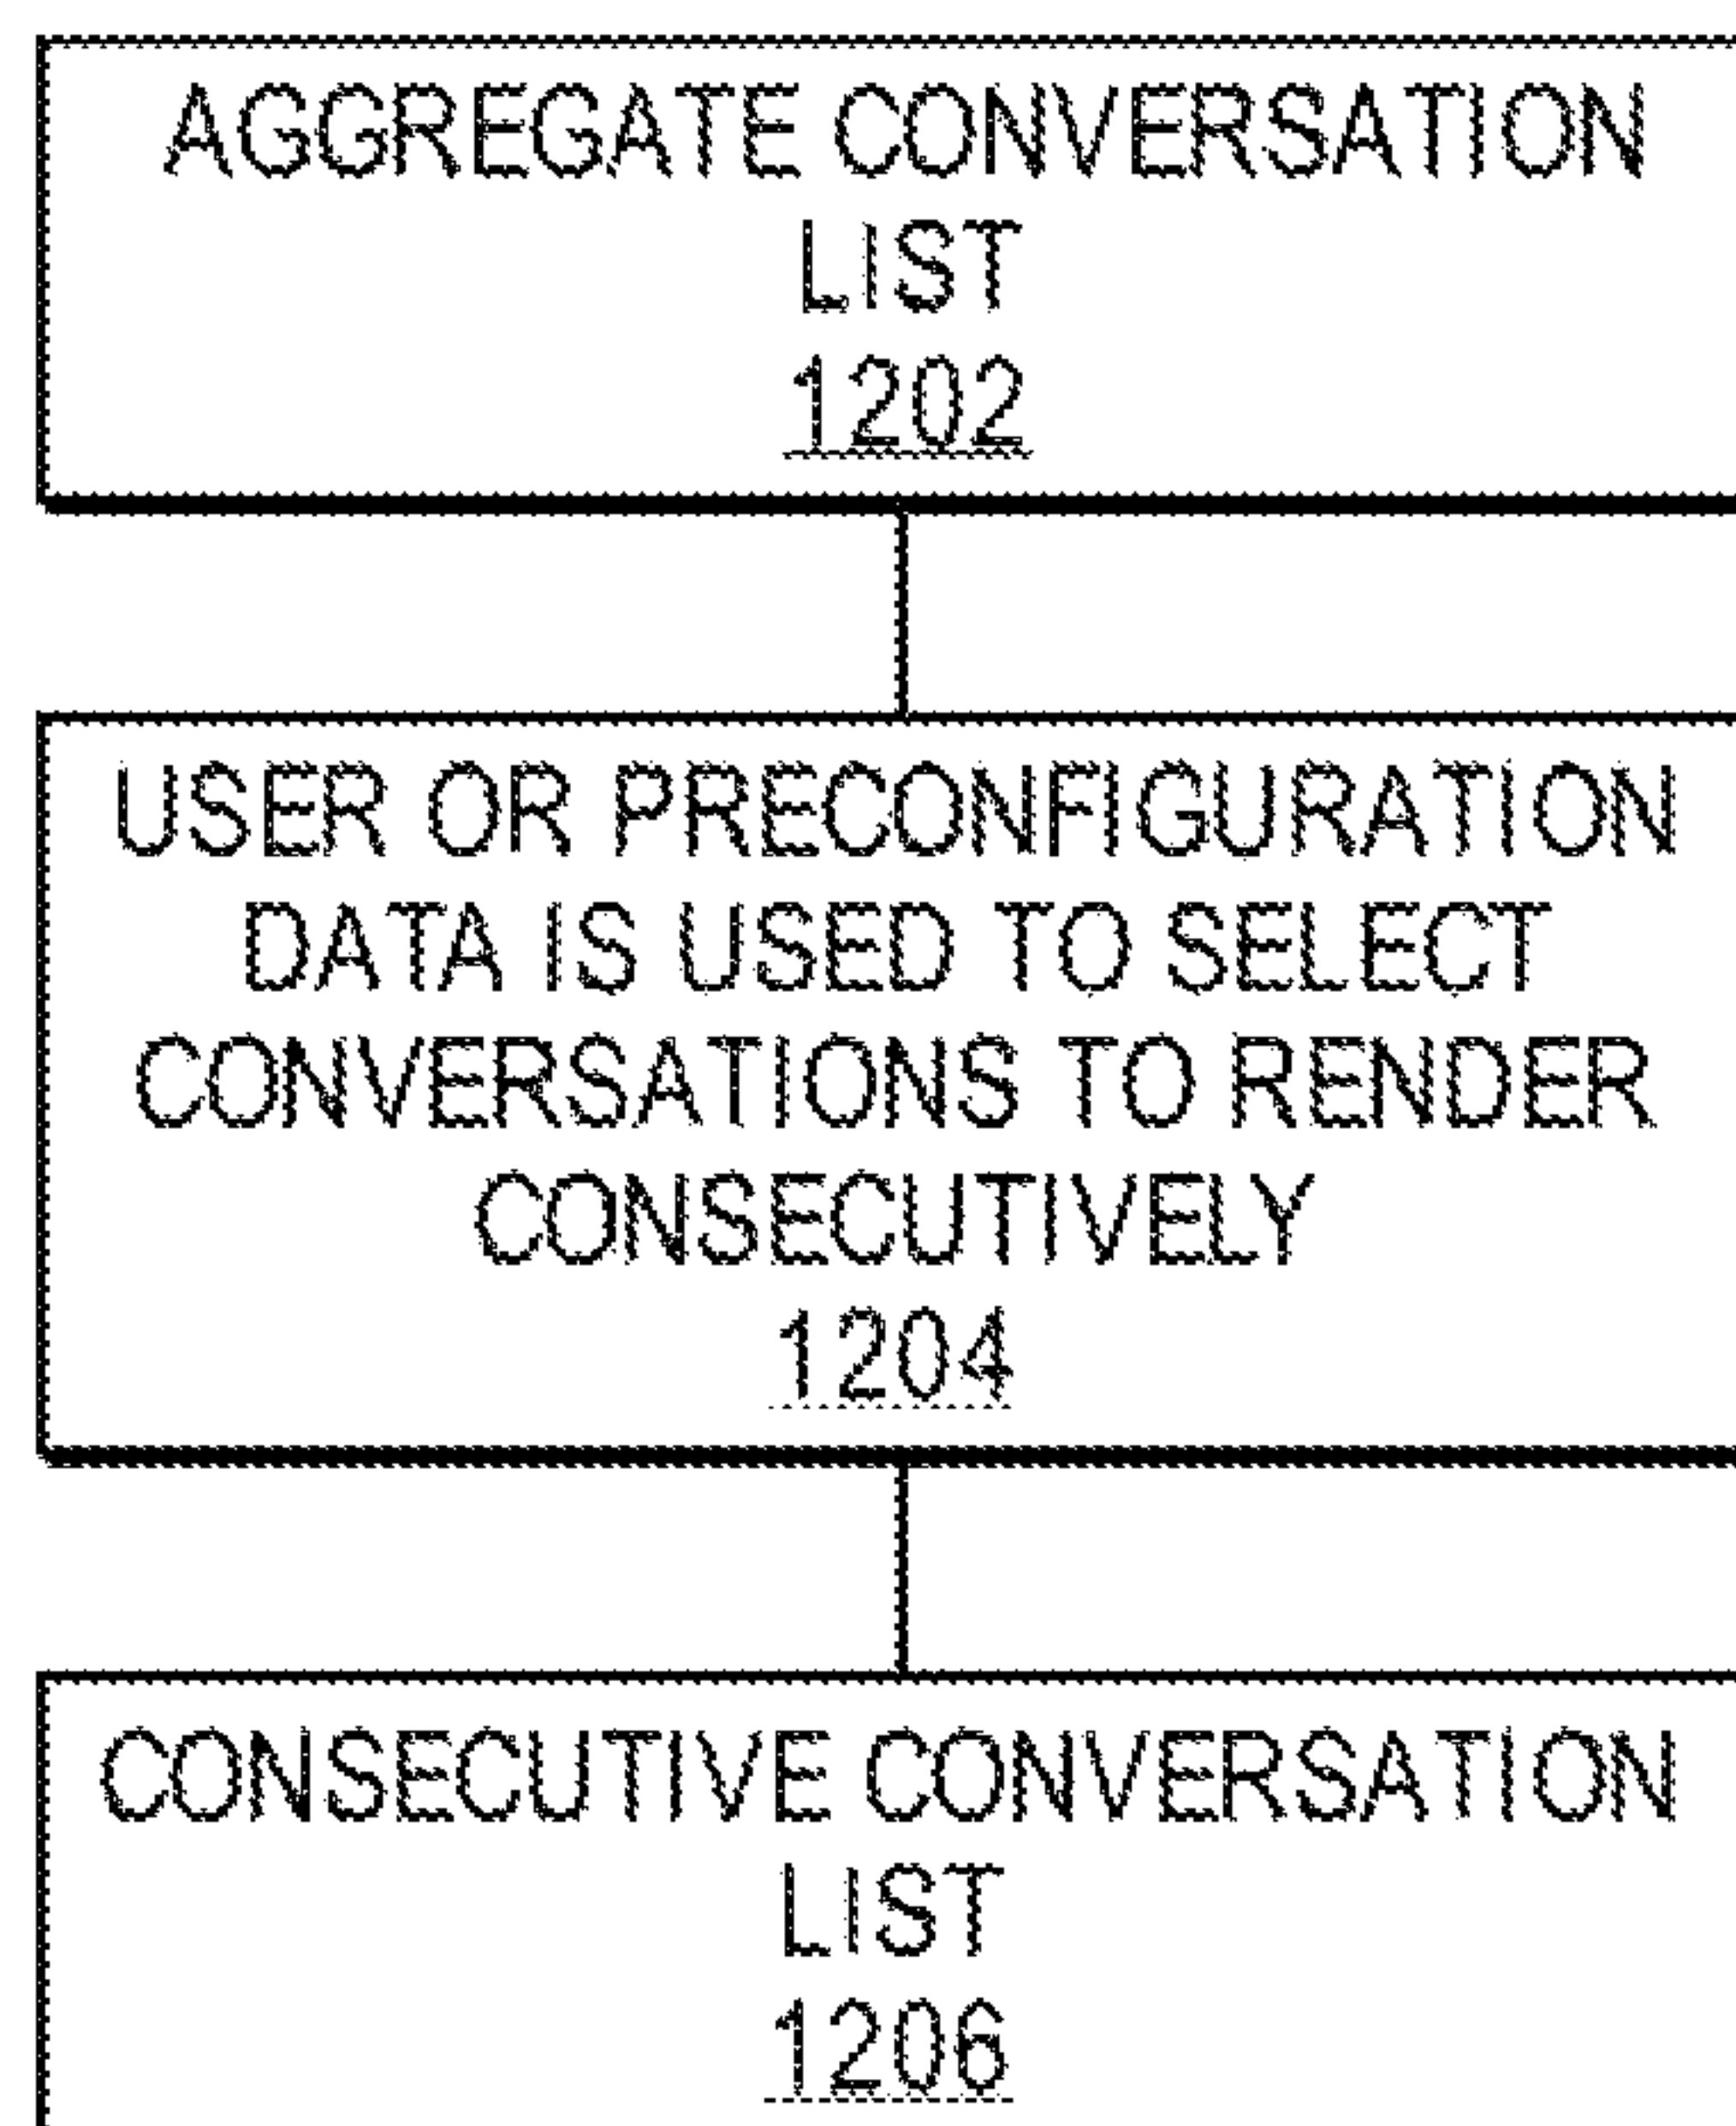 AGGREGATE CONVERSATION
LIST
1202
USER OR PRECONFIGURATION
DATA IS USED TO SELECT
CONVERSATIONS TO RENDER
CONSECUTIVELY
1204
CONSECUTIVE CONVERSATION
LIST
1206